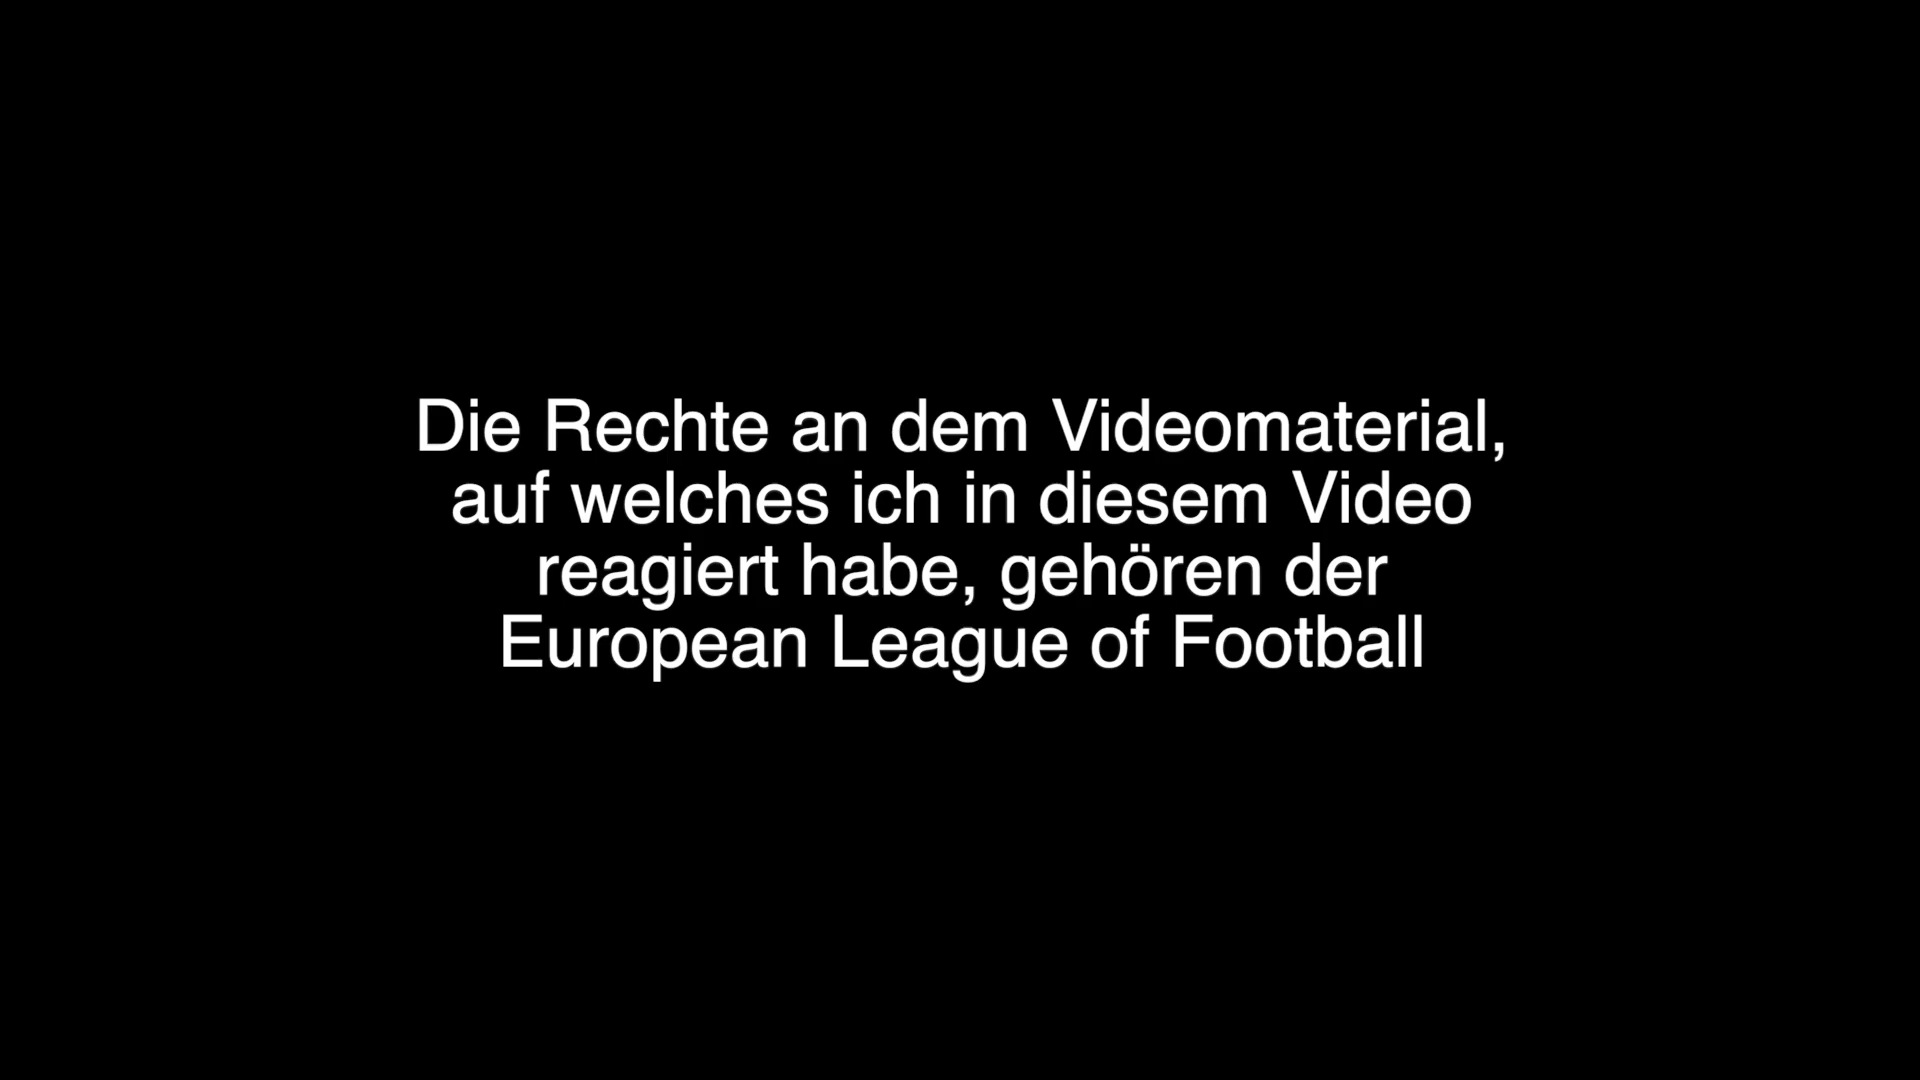 Die Rechte an dem Videomaterial,
auf welches ich in diesem Video
reagiert habe, gehören der
European League of Football